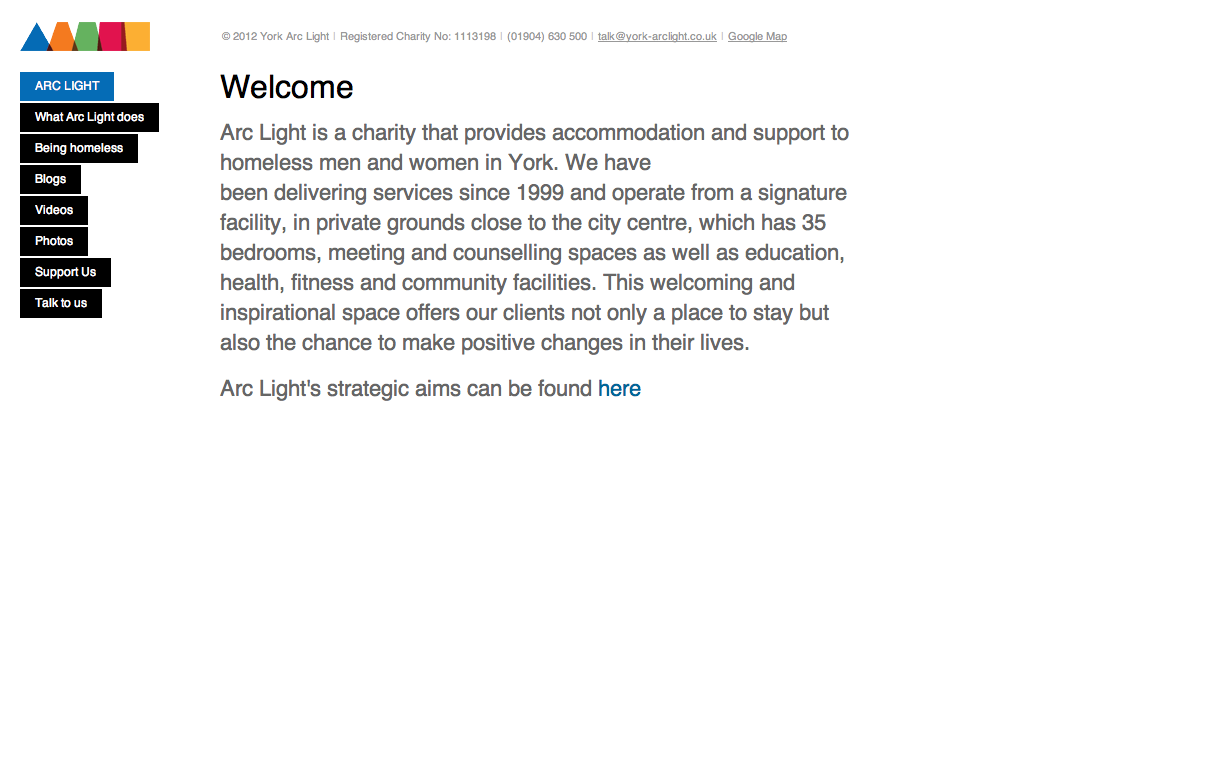 © 2012 York Arc Light | Registered Charity No: 1113198 | (01904) 630 500 | talk@york-arclight.co.uk | Google Map
ARC LIGHT
What Arc Light does
Being homeless
Blogs
Videos
Photos
Support Us
Talk to us
Welcome
Arc Light is a charity that provides accommodation and support to
homeless men and women in York. We have
been delivering services since 1999 and operate from a signature
facility, in private grounds close to the city centre, which has 35
bedrooms, meeting and counselling spaces as well as education,
health, fitness and community facilities. This welcoming and
inspirational space offers our clients not only a place to stay but
also the chance to make positive changes in their lives.
Arc Light's strategic aims can be found here